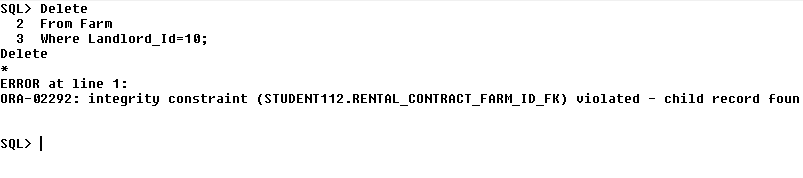 SQL> Delete
2 From Farm
3 Where Landlord_Id=10;
Delete
*
ERROR at line 1:
ORA-02292: integrity constraint (STUDENT112.RENTAL_CONTRACT_FARM_ID_FK) violated - child record foun
SQL>